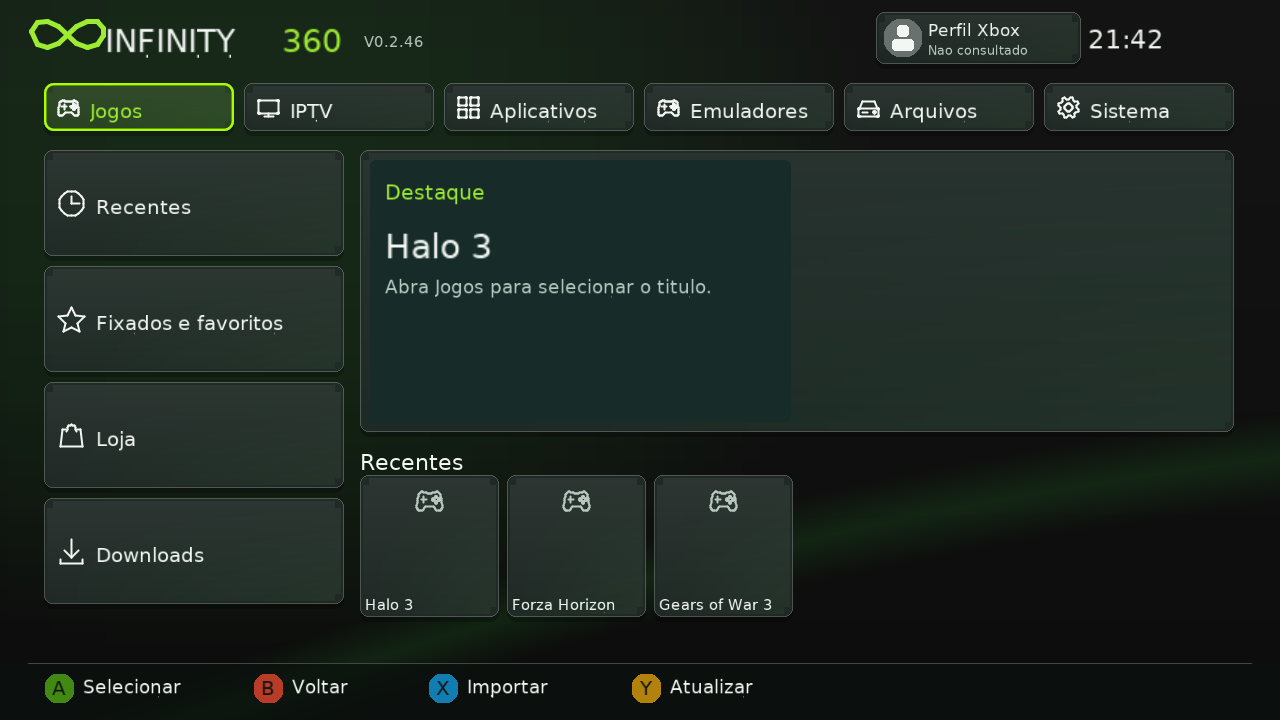 INFINITY 360 V0.2.46
Perfil Xbox
Nao consultado
21:42
Jogos
IPTV
Aplicativos
Emuladores
Arquivos
Sistema
Recentes
Fixados e favoritos
Loja
Downloads
Destaque
Halo 3
Abra Jogos para selecionar o titulo.
Recentes
Halo 3
Forza Horizon
Gears of War 3
A Selecionar
B Voltar
X Importar
Y Atualizar